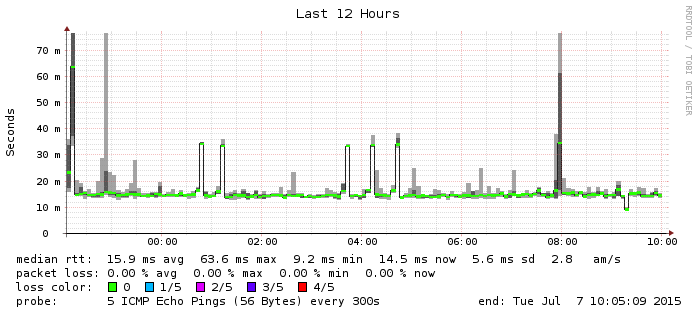 Last 12 Hours
RRDTOOL / TOBI OETIKER
Seconds
70 m
60 m
50 m
40 m
30 m
20 m
10 m
0
00:00 02:00 04:00 06:00 08:00 10:00
median rtt: 15.9 ms avg 63.6 ms max 9.2 ms min 14.5 ms now 5.6 ms sd 2.8 am/s
packet loss: 0.00 % avg 0.00 % max 0.00 % min 0.00 % now
loss color: 0 1/5 2/5 3/5 4/5
probe: 5 ICMP Echo Pings (56 Bytes) every 300s end: Tue Jul 7 10:05:09 2015